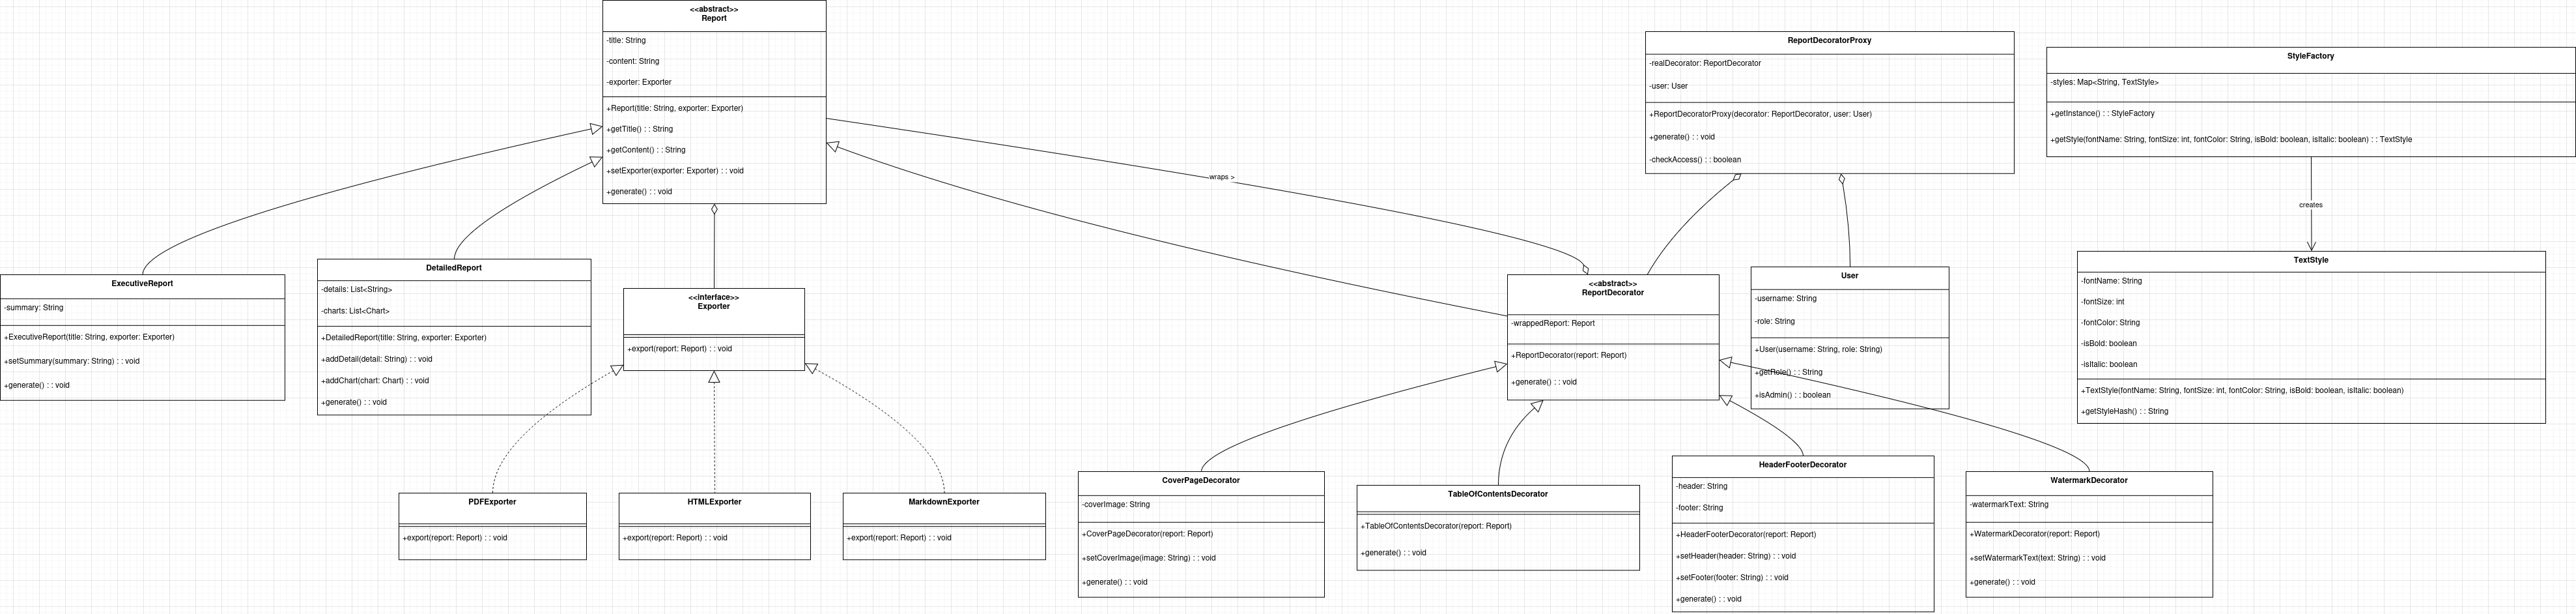 <<abstract>>
Report
-title: String
-content: String
-exporter: Exporter
+Report(title: String, exporter: Exporter)
+getTitle() : : String
+getContent() : : String
+setExporter(exporter: Exporter) : : void
+generate() : : void
ReportDecoratorProxy
-realDecorator: ReportDecorator
-user: User
+ReportDecoratorProxy(decorator: ReportDecorator, user: User)
+generate() : : void
-checkAccess() : : boolean
StyleFactory
-styles: Map<String, TextStyle>
+getInstance() : : StyleFactory
+getStyle(fontName: String, fontSize: int, fontColor: String, isBold: boolean, isItalic: boolean) : : TextStyle
wraps >
creates
ExecutiveReport
-summary: String
+ExecutiveReport(title: String, exporter: Exporter)
+setSummary(summary: String) : : void
+generate() : : void
DetailedReport
-details: List<String>
-charts: List<Chart>
+DetailedReport(title: String, exporter: Exporter)
+addDetail(detail: String) : : void
+addChart(chart: Chart) : : void
+generate() : : void
<<interface>>
Exporter
+export(report: Report) : : void
<<abstract>>
ReportDecorator
-wrappedReport: Report
+ReportDecorator(report: Report)
+generate() : : void
User
-username: String
-role: String
+User(username: String, role: String)
+getRole() : : String
+isAdmin() : : boolean
TextStyle
-fontName: String
-fontSize: int
-fontColor: String
-isBold: boolean
-isItalic: boolean
+TextStyle(fontName: String, fontSize: int, fontColor: String, isBold: boolean, isItalic: boolean)
+getStyleHash() : : String
PDFExporter
+export(report: Report) : : void
HTMLExporter
+export(report: Report) : : void
MarkdownExporter
+export(report: Report) : : void
CoverPageDecorator
-coverImage: String
+CoverPageDecorator(report: Report)
+setCoverImage(image: String) : : void
+generate() : : void
TableOfContentsDecorator
+TableOfContentsDecorator(report: Report)
+generate() : : void
HeaderFooterDecorator
-header: String
-footer: String
+HeaderFooterDecorator(report: Report)
+setHeader(header: String) : : void
+setFooter(footer: String) : : void
+generate() : : void
WatermarkDecorator
-watermarkText: String
+WatermarkDecorator(report: Report)
+setWatermarkText(text: String) : : void
+generate() : : void